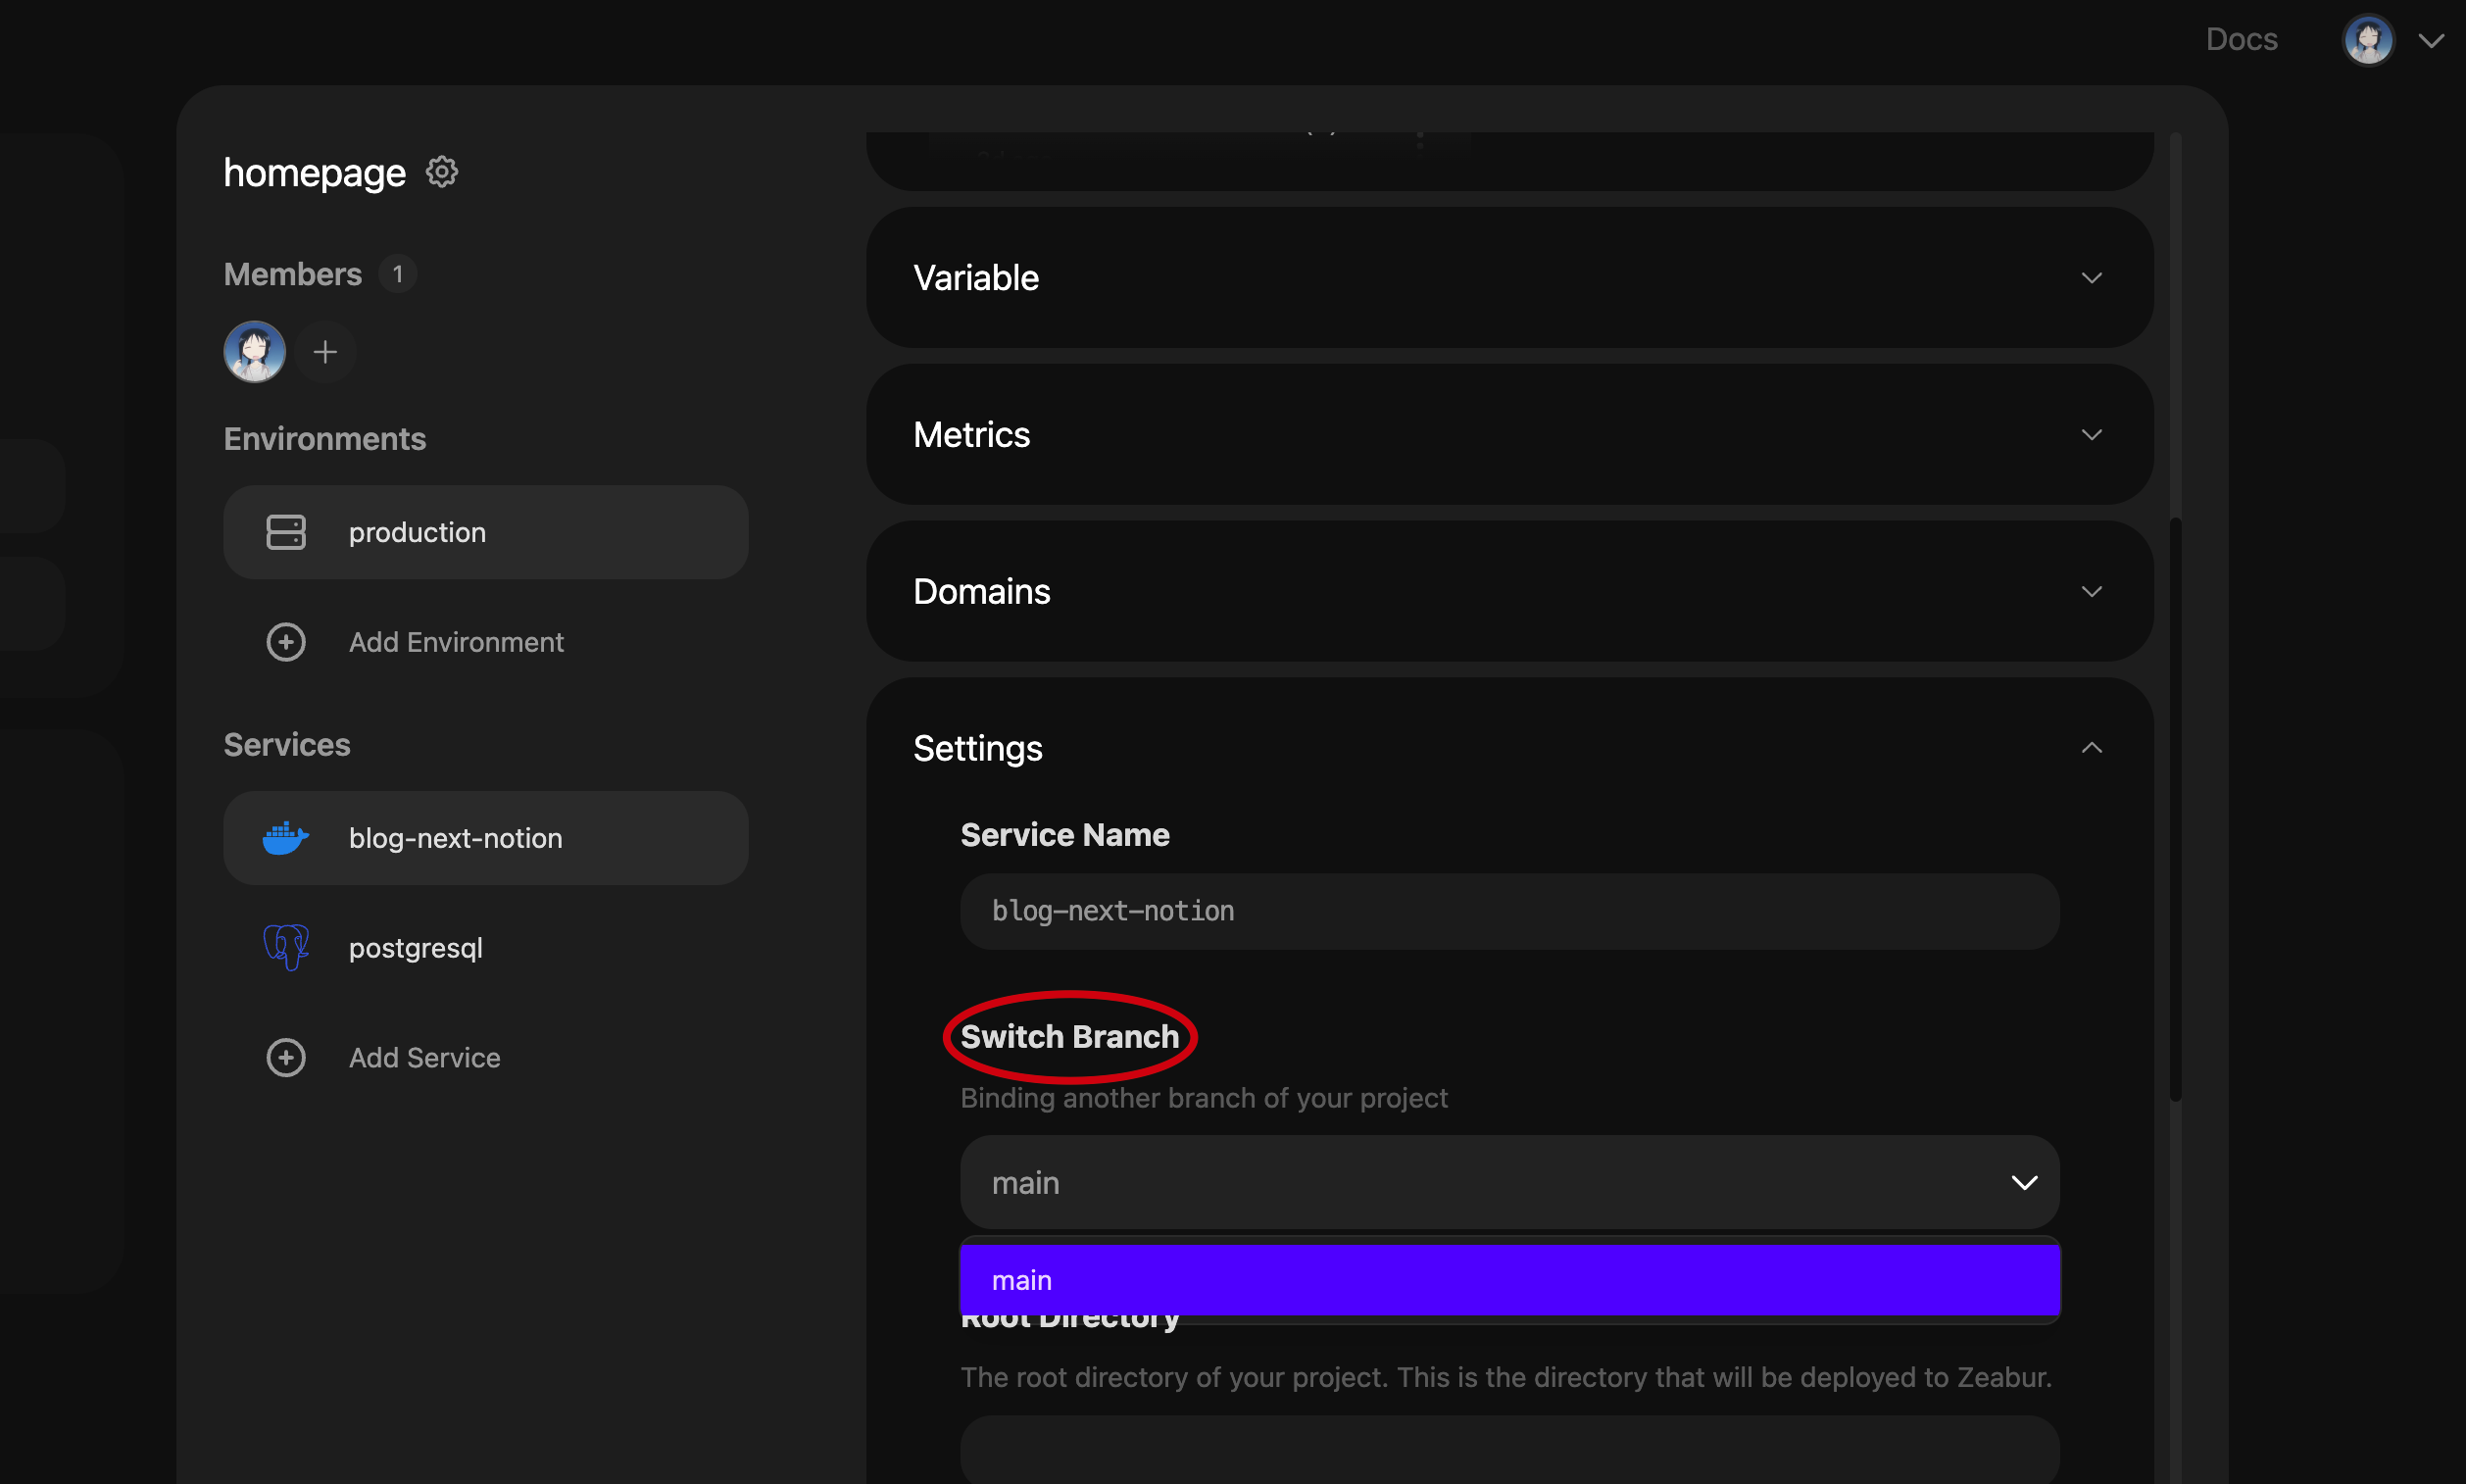 Docs
homepage
Members 1
Environments
production
Add Environment
Services
blog-next-notion
postgresql
Add Service
Variable
Metrics
Domains
Settings
Service Name
blog-next-notion
Switch Branch
Binding another branch of your project
main
main
Root Directory
The root directory of your project. This is the directory that will be deployed to Zeabur.